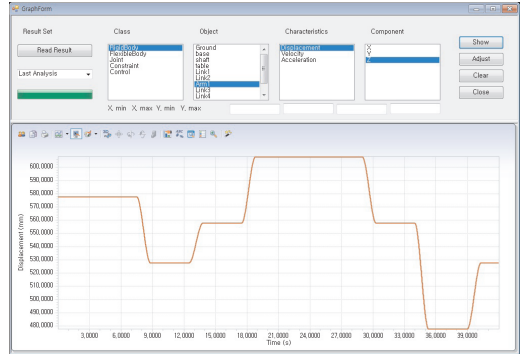 GraphForm
Result Set
Class
Object
Characteristics
Component
Read Result
Last Analysis
RigidBody
FlexibleBody
Joint
Constraint
Control
Ground
base
shaft
table
Link1
Link2
Arm1
Link3
Link4
Displacement
Velocity
Acceleration
X
Y
Z
Show
Adjust
Clear
Close
X, min X, max Y, min Y, max
600,0000
590,0000
580,0000
570,0000
560,0000
550,0000
540,0000
530,0000
520,0000
510,0000
500,0000
490,0000
480,0000
Displacement (mm)
3,0000 6,0000 9,0000 12,0000 15,0000 18,0000 21,0000 24,0000 27,0000 30,0000 33,0000 36,0000 39,0000
Time (s)